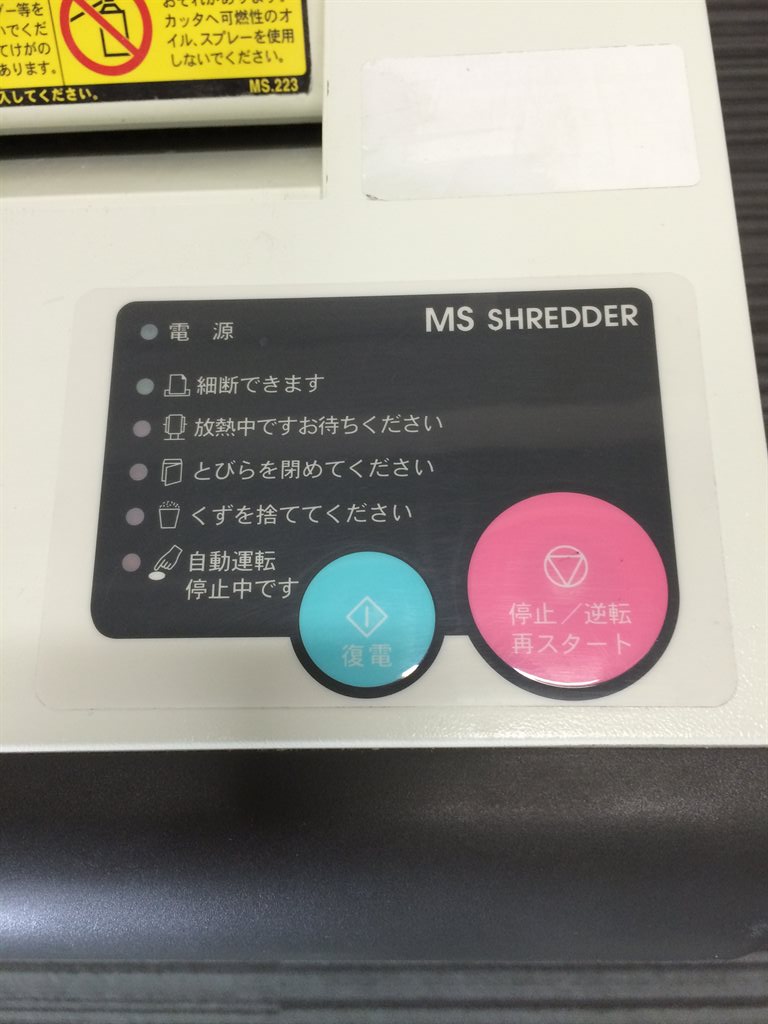 ダー等を
いでくだ
てけがの
あります。
おそれがあります。
カッタへ可燃性のオ
イル、スプレーを使用
しないでください。
入してください。
MS.223
MS SHREDDER
電 源
細断できます
放熱中ですお待ちください
とびらを閉めてください
くずを捨ててください
自動運転
停止中です
復電
停止／逆転
再スタート